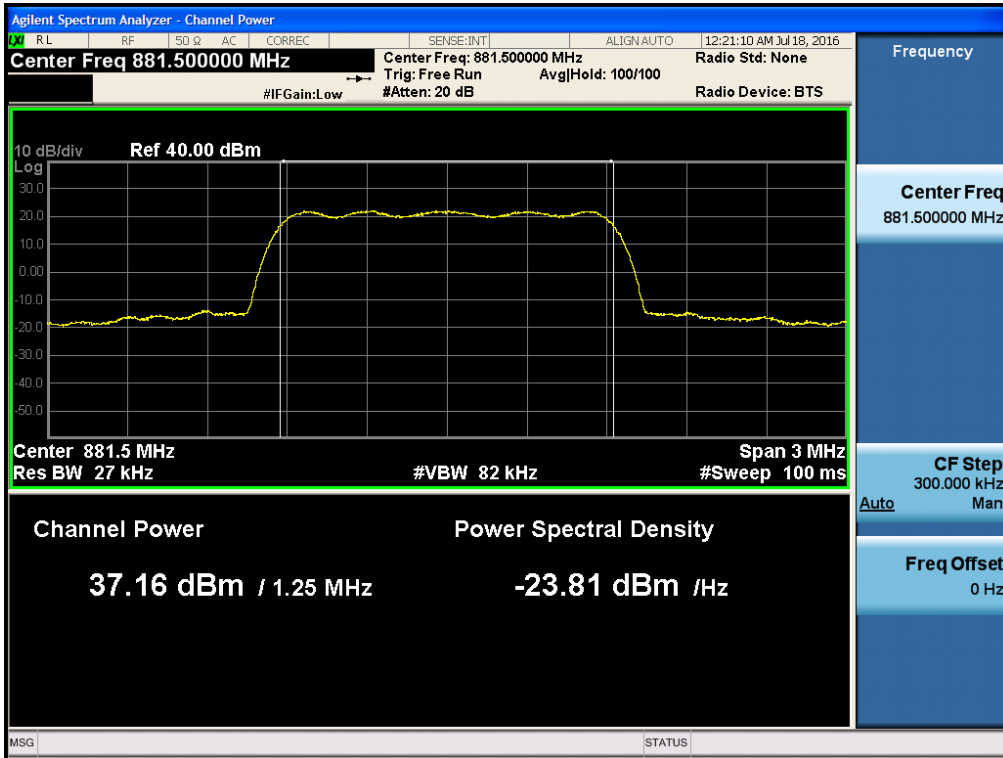 Agilent Spectrum Analyzer - Channel Power
LXI RL RF 50 Ω AC CORREC SENSE:INT ALIGN AUTO 12:21:10 AM Jul 18, 2016
Center Freq 881.500000 MHz
Center Freq: 881.500000 MHz
Radio Std: None
Trig: Free Run Avg|Hold: 100/100
#IFGain:Low
#Atten: 20 dB
Radio Device: BTS
10 dB/div Ref 40.00 dBm
Log
30.0
20.0
10.0
0.00
-10.0
-20.0
-30.0
-40.0
-50.0
Center 881.5 MHz Span 3 MHz
Res BW 27 kHz #VBW 82 kHz #Sweep 100 ms
Channel Power Power Spectral Density
37.16 dBm / 1.25 MHz -23.81 dBm /Hz
MSG STATUS
Frequency
Center Freq
881.500000 MHz
CF Step
300.000 kHz
Auto Man
Freq Offset
0 Hz